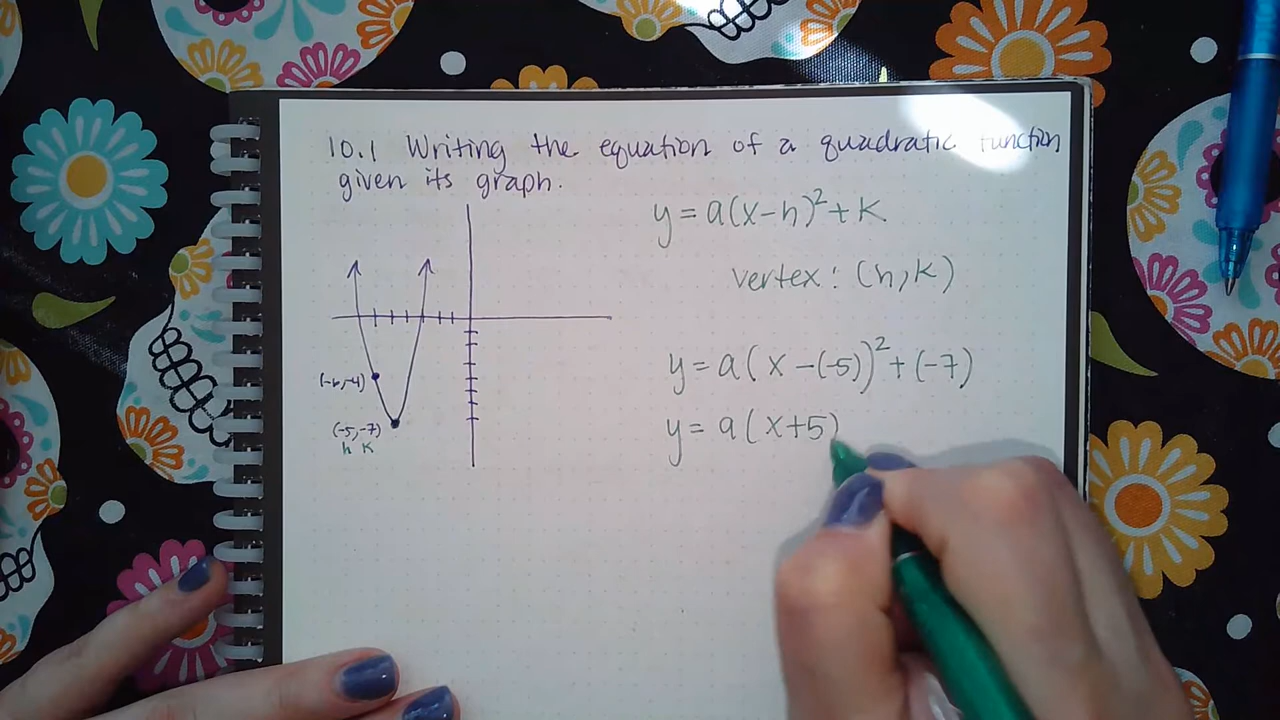 10.1 Writing the equation of a quadratic function
given its graph.
y = a(x-h)²+k
vertex: (h,k)
(-6,-4)
(-5,-7)
h k
y = a(x-(-5))²+(-7)
y = a(x+5)